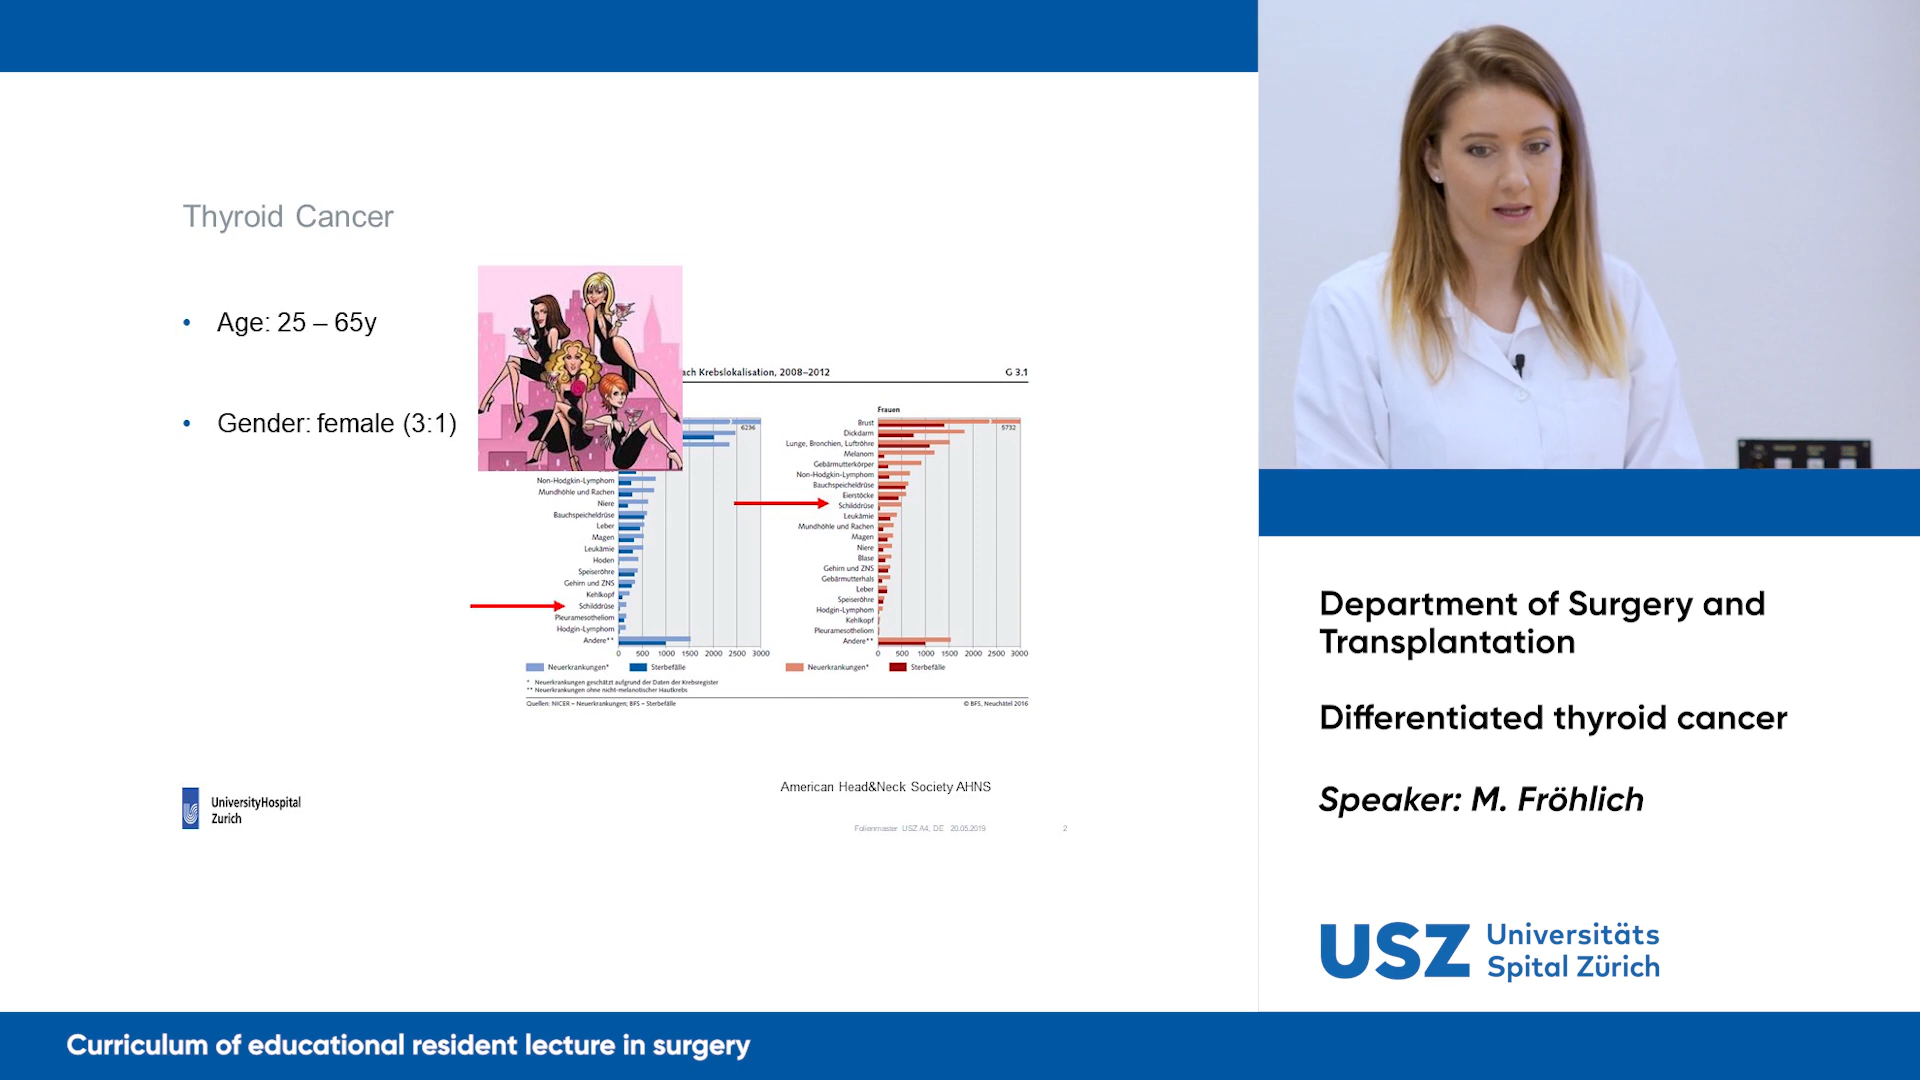 Thyroid Cancer
• Age: 25 – 65y
• Gender: female (3:1)
ach Krebslokalisation, 2008–2012
G 3.1
6236
Non-Hodgkin-Lymphom
Mundhöhle und Rachen
Niere
Bauchspeicheldrüse
Leber
Magen
Leukämie
Hoden
Speiseröhre
Gehirn und ZNS
Kehlkopf
Schilddrüse
Pleuramesotheliom
Hodgin-Lymphom
Andere**
0 500 1000 1500 2000 2500 3000
Neuerkrankungen* Sterbefälle
Frauen
Brust
5732
Dickdarm
Lunge, Bronchien, Luftröhre
Melanom
Gebärmutterkörper
Non-Hodgkin-Lymphom
Bauchspeicheldrüse
Eierstöcke
Schilddrüse
Leukämie
Mundhöhle und Rachen
Magen
Niere
Blase
Gehirn und ZNS
Gebärmutterhals
Leber
Speiseröhre
Hodgin-Lymphom
Kehlkopf
Pleuramesotheliom
Andere**
0 500 1000 1500 2000 2500 3000
Neuerkrankungen* Sterbefälle
* Neuerkrankungen geschätzt aufgrund der Daten der Krebsregister
** Neuerkrankungen ohne nicht-melanotischer Hautkrebs
Quellen: NICER – Neuerkrankungen; BFS – Sterbefälle
© BFS, Neuchâtel 2016
American Head&Neck Society AHNS
UniversityHospital
Zurich
Folienmaster USZ A4, DE 20.05.2019
2
Department of Surgery and
Transplantation
Differentiated thyroid cancer
Speaker: M. Fröhlich
USZ Universitäts
Spital Zürich
Curriculum of educational resident lecture in surgery